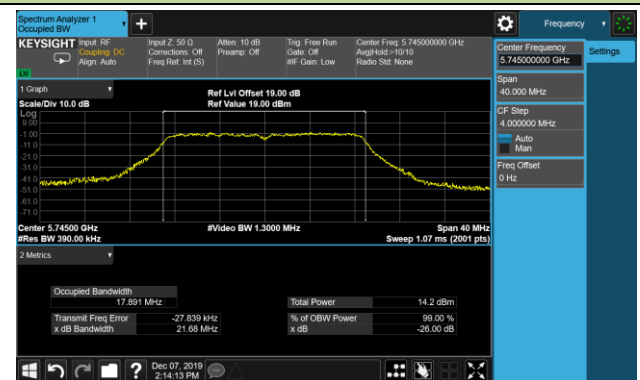 Spectrum Analyzer 1
Occupied BW
Frequency
KEYSIGHT
Input: RF
Coupling: DC
Align: Auto
Input Z: 50 Ω
Corrections: Off
Freq Ref: Int (S)
Atten: 10 dB
Preamp: Off
Trig: Free Run
Gate: Off
#IF Gain: Low
Center Freq: 5.745000000 GHz
Avg|Hold:>10/10
Radio Std: None
Center Frequency
5.745000000 GHz
Settings
Span
40.000 MHz
CF Step
4.000000 MHz
Auto
Man
Freq Offset
0 Hz
1 Graph
Scale/Div 10.0 dB
Ref Lvl Offset 19.00 dB
Ref Value 19.00 dBm
Log
9.00
-1.00
-11.0
-21.0
-31.0
-41.0
-51.0
-61.0
-71.0
Center 5.74500 GHz
#Res BW 390.00 kHz
#Video BW 1.3000 MHz
Span 40 MHz
Sweep 1.07 ms (2001 pts)
2 Metrics
Occupied Bandwidth
17.891 MHz
Total Power 14.2 dBm
Transmit Freq Error -27.839 kHz
% of OBW Power 99.00 %
x dB Bandwidth 21.68 MHz
x dB -26.00 dB
?
Dec 07, 2019
2:14:13 PM